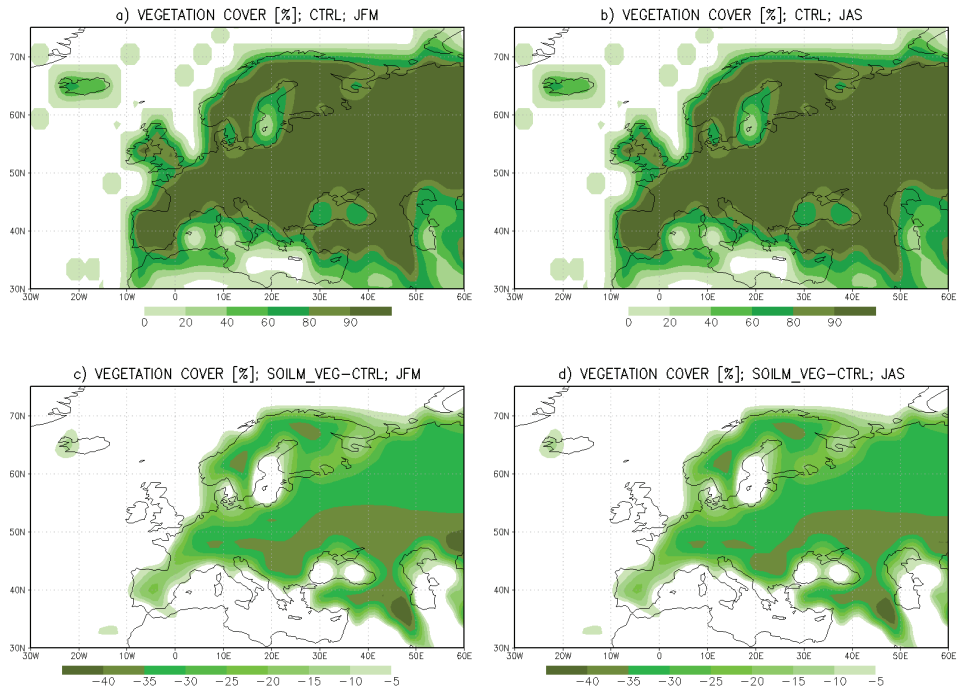 a) VEGETATION COVER [%]; CTRL; JFM
70N
60N
50N
40N
30N
30W 20W 10W 0 10E 20E 30E 40E 50E 60E
0 20 40 60 80 90
b) VEGETATION COVER [%]; CTRL; JAS
70N
60N
50N
40N
30N
30W 20W 10W 0 10E 20E 30E 40E 50E 60E
0 20 40 60 80 90
c) VEGETATION COVER [%]; SOILM_VEG-CTRL; JFM
70N
60N
50N
40N
30N
30W 20W 10W 0 10E 20E 30E 40E 50E 60E
-40 -35 -30 -25 -20 -15 -10 -5
d) VEGETATION COVER [%]; SOILM_VEG-CTRL; JAS
70N
60N
50N
40N
30N
30W 20W 10W 0 10E 20E 30E 40E 50E 60E
-40 -35 -30 -25 -20 -15 -10 -5